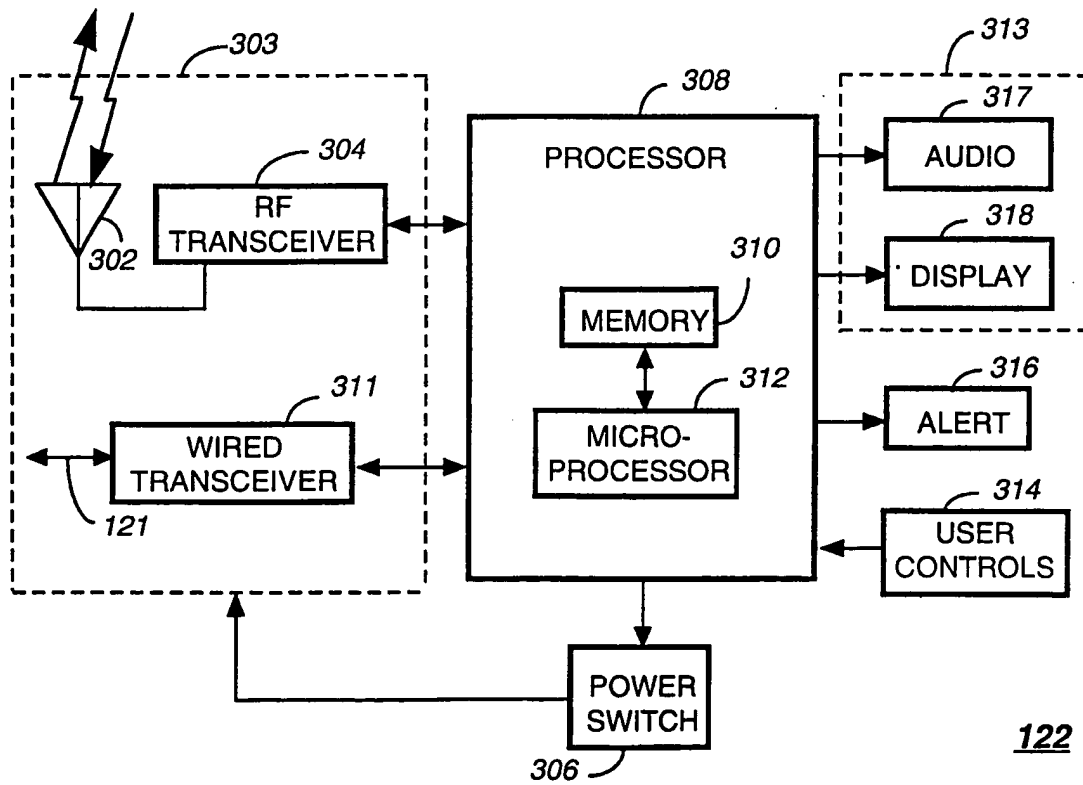 303
304
RF
TRANSCEIVER
302
311
WIRED
TRANSCEIVER
121
308
PROCESSOR
310
MEMORY
312
MICRO-
PROCESSOR
313
317
AUDIO
318
DISPLAY
316
ALERT
314
USER
CONTROLS
POWER
SWITCH
306
122